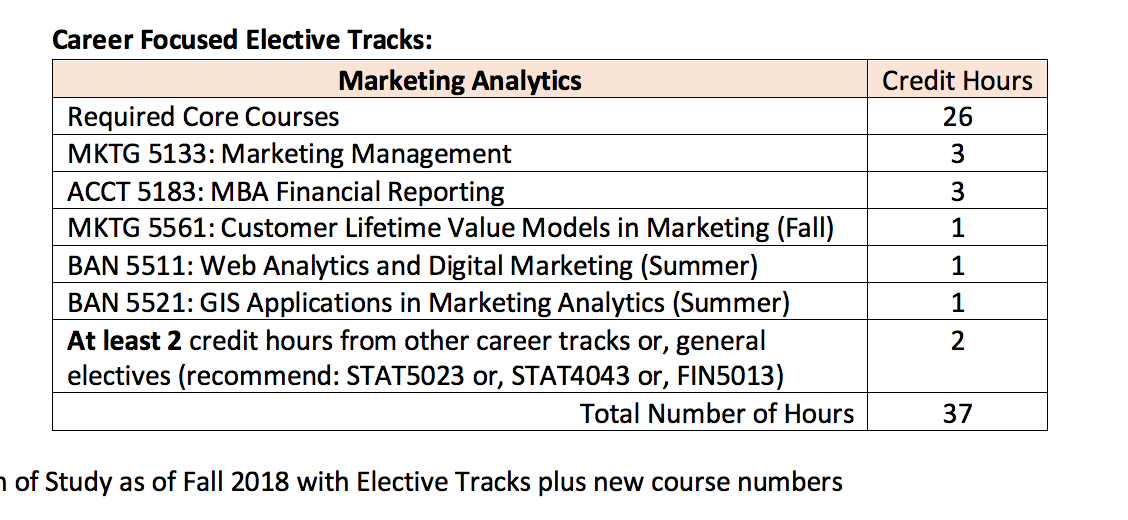 Career Focused Elective Tracks:
Marketing Analytics Credit Hours
Required Core Courses 26
MKTG 5133: Marketing Management 3
ACCT 5183: MBA Financial Reporting 3
MKTG 5561: Customer Lifetime Value Models in Marketing (Fall) 1
BAN 5511: Web Analytics and Digital Marketing (Summer) 1
BAN 5521: GIS Applications in Marketing Analytics (Summer) 1
At least 2 credit hours from other career tracks or, general 2
electives (recommend: STAT5023 or, STAT4043 or, FIN5013)
Total Number of Hours 37
of Study as of Fall 2018 with Elective Tracks plus new course numbers